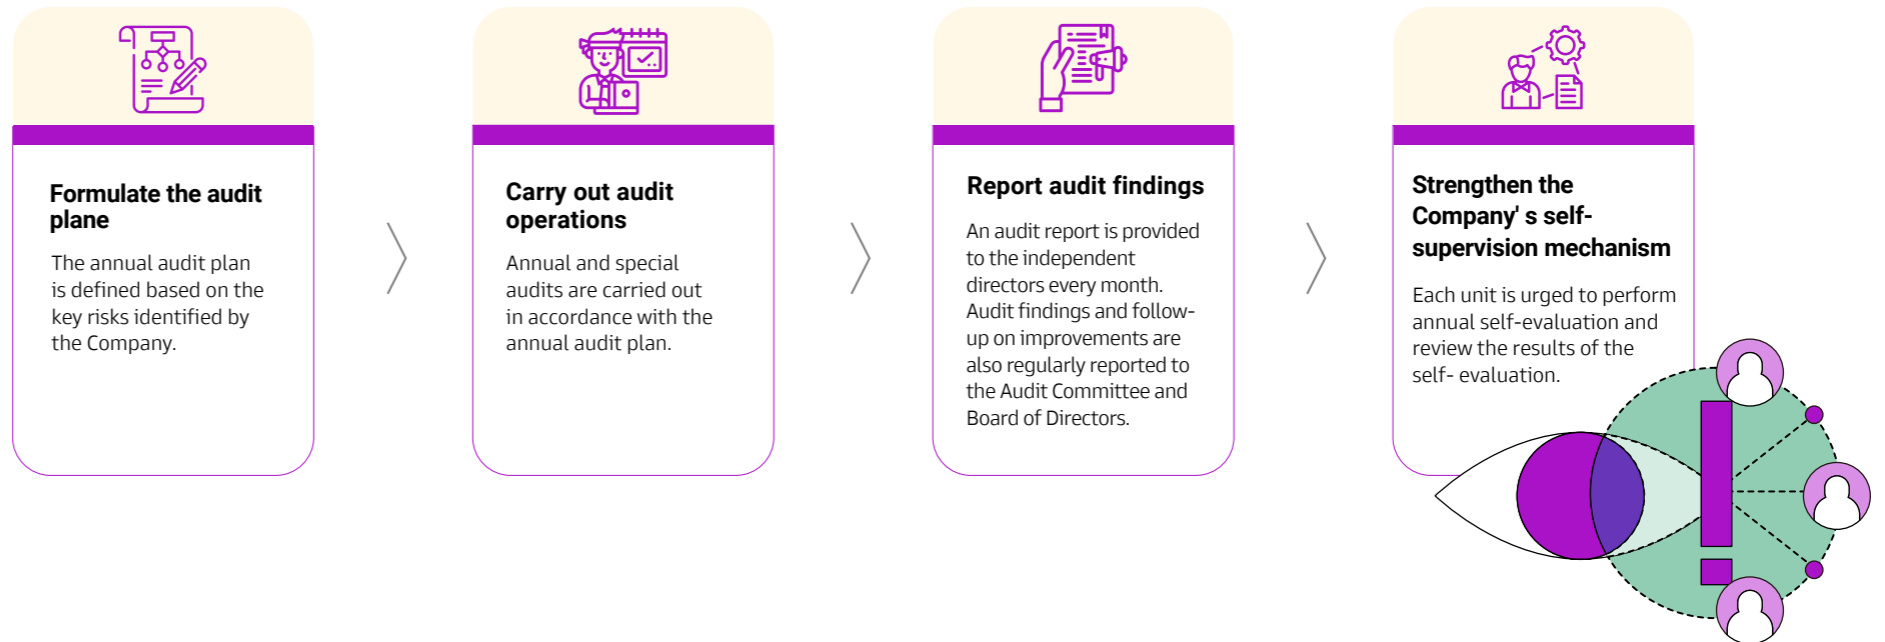 Formulate the audit
plane
The annual audit plan
is defined based on the
key risks identified by
the Company.
Carry out audit
operations
Annual and special
audits are carried out
in accordance with the
annual audit plan.
Report audit findings
An audit report is provided
to the independent
directors every month.
Audit findings and follow-
up on improvements are
also regularly reported to
the Audit Committee and
Board of Directors.
Strengthen the
Company' s self-
supervision mechanism
Each unit is urged to perform
annual self-evaluation and
review the results of the
self- evaluation.